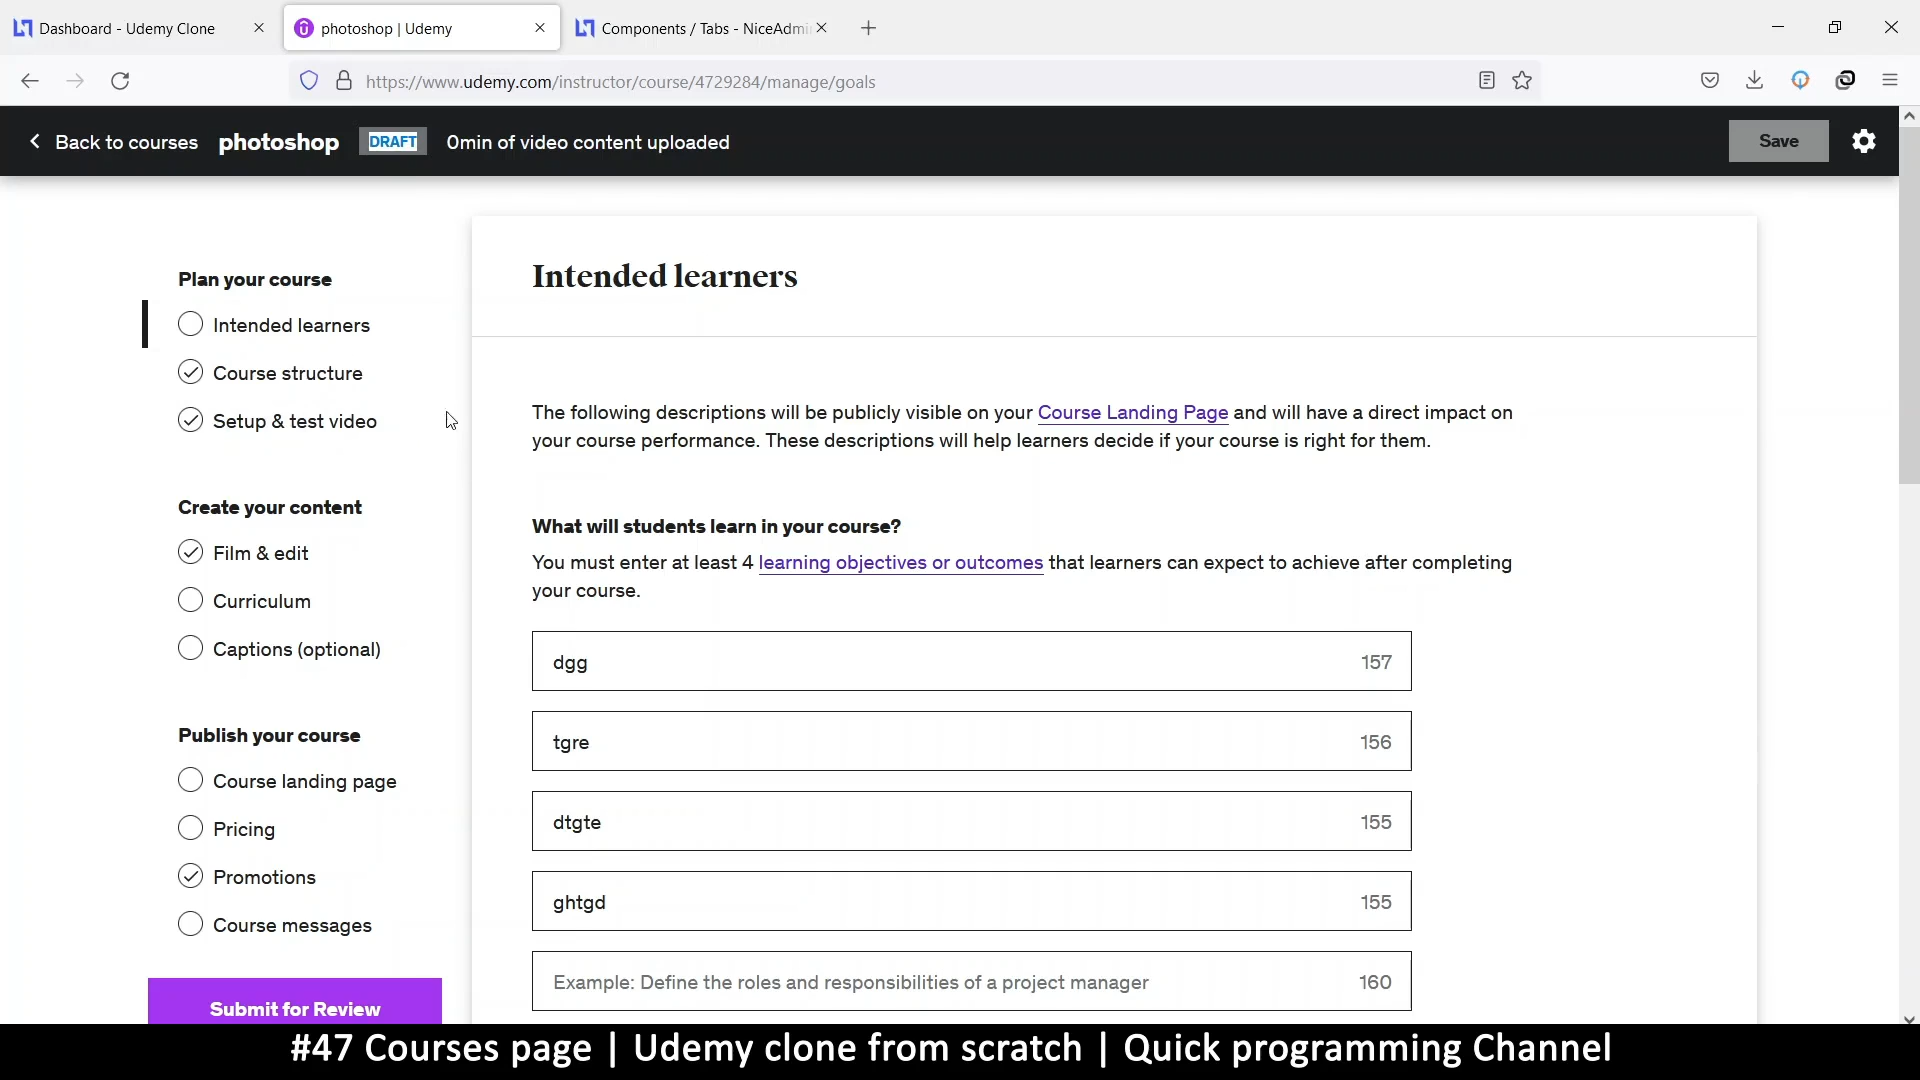 Dashboard - Udemy Clone
photoshop | Udemy
Components / Tabs - NiceAdmi
https://www.udemy.com/instructor/course/4729284/manage/goals
Back to courses
photoshop
DRAFT
0min of video content uploaded
Save
Plan your course
Intended learners
Course structure
Setup & test video
Create your content
Film & edit
Curriculum
Captions (optional)
Publish your course
Course landing page
Pricing
Promotions
Course messages
Submit for Review
Intended learners
The following descriptions will be publicly visible on your Course Landing Page and will have a direct impact on
your course performance. These descriptions will help learners decide if your course is right for them.
What will students learn in your course?
You must enter at least 4 learning objectives or outcomes that learners can expect to achieve after completing
your course.
dgg 157
tgre 156
dtgte 155
ghtgd 155
Example: Define the roles and responsibilities of a project manager 160
#47 Courses page | Udemy clone from scratch | Quick programming Channel